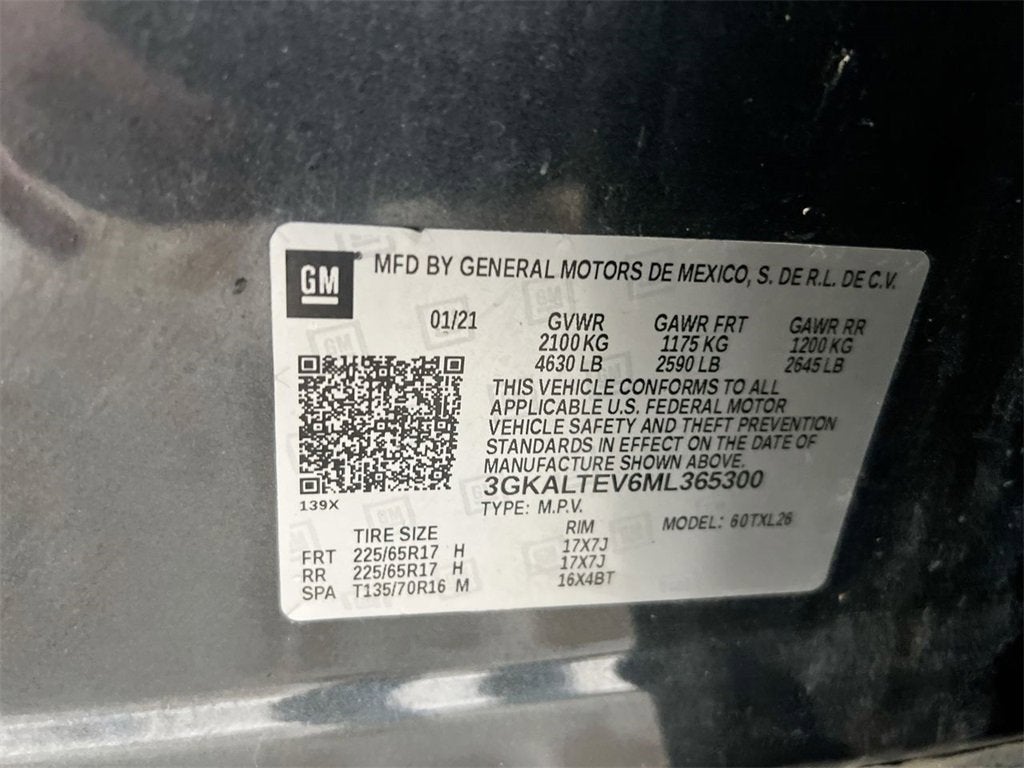 GM
MFD BY GENERAL MOTORS DE MEXICO, S. DE R.L. DE C.V.
01/21 GVWR GAWR FRT GAWR RR
2100 KG 1175 KG 1200 KG
4630 LB 2590 LB 2645 LB
THIS VEHICLE CONFORMS TO ALL
APPLICABLE U.S. FEDERAL MOTOR
VEHICLE SAFETY AND THEFT PREVENTION
STANDARDS IN EFFECT ON THE DATE OF
MANUFACTURE SHOWN ABOVE.
3GKALTEV6ML365300
139X
TYPE: M.P.V.
MODEL: 60TXL26
TIRE SIZE RIM
FRT 225/65R17 H 17X7J
RR 225/65R17 H 17X7J
SPA T135/70R16 M 16X4BT